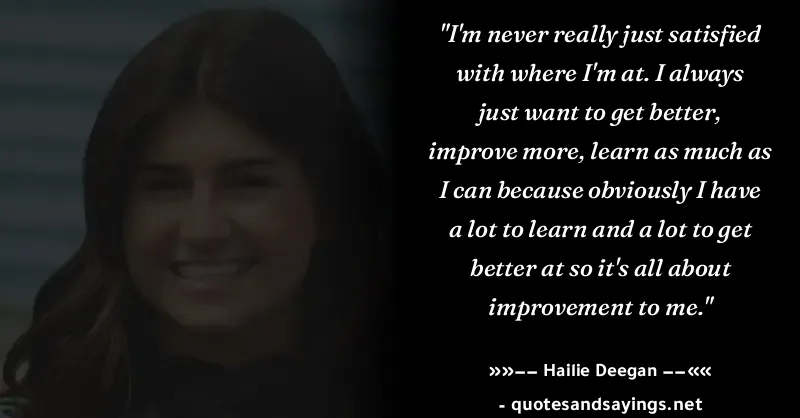 "I'm never really just satisfied
with where I'm at. I always
just want to get better,
improve more, learn as much as
I can because obviously I have
a lot to learn and a lot to get
better at so it's all about
improvement to me."
»»–– Hailie Deegan ––««
- quotesandsayings.net